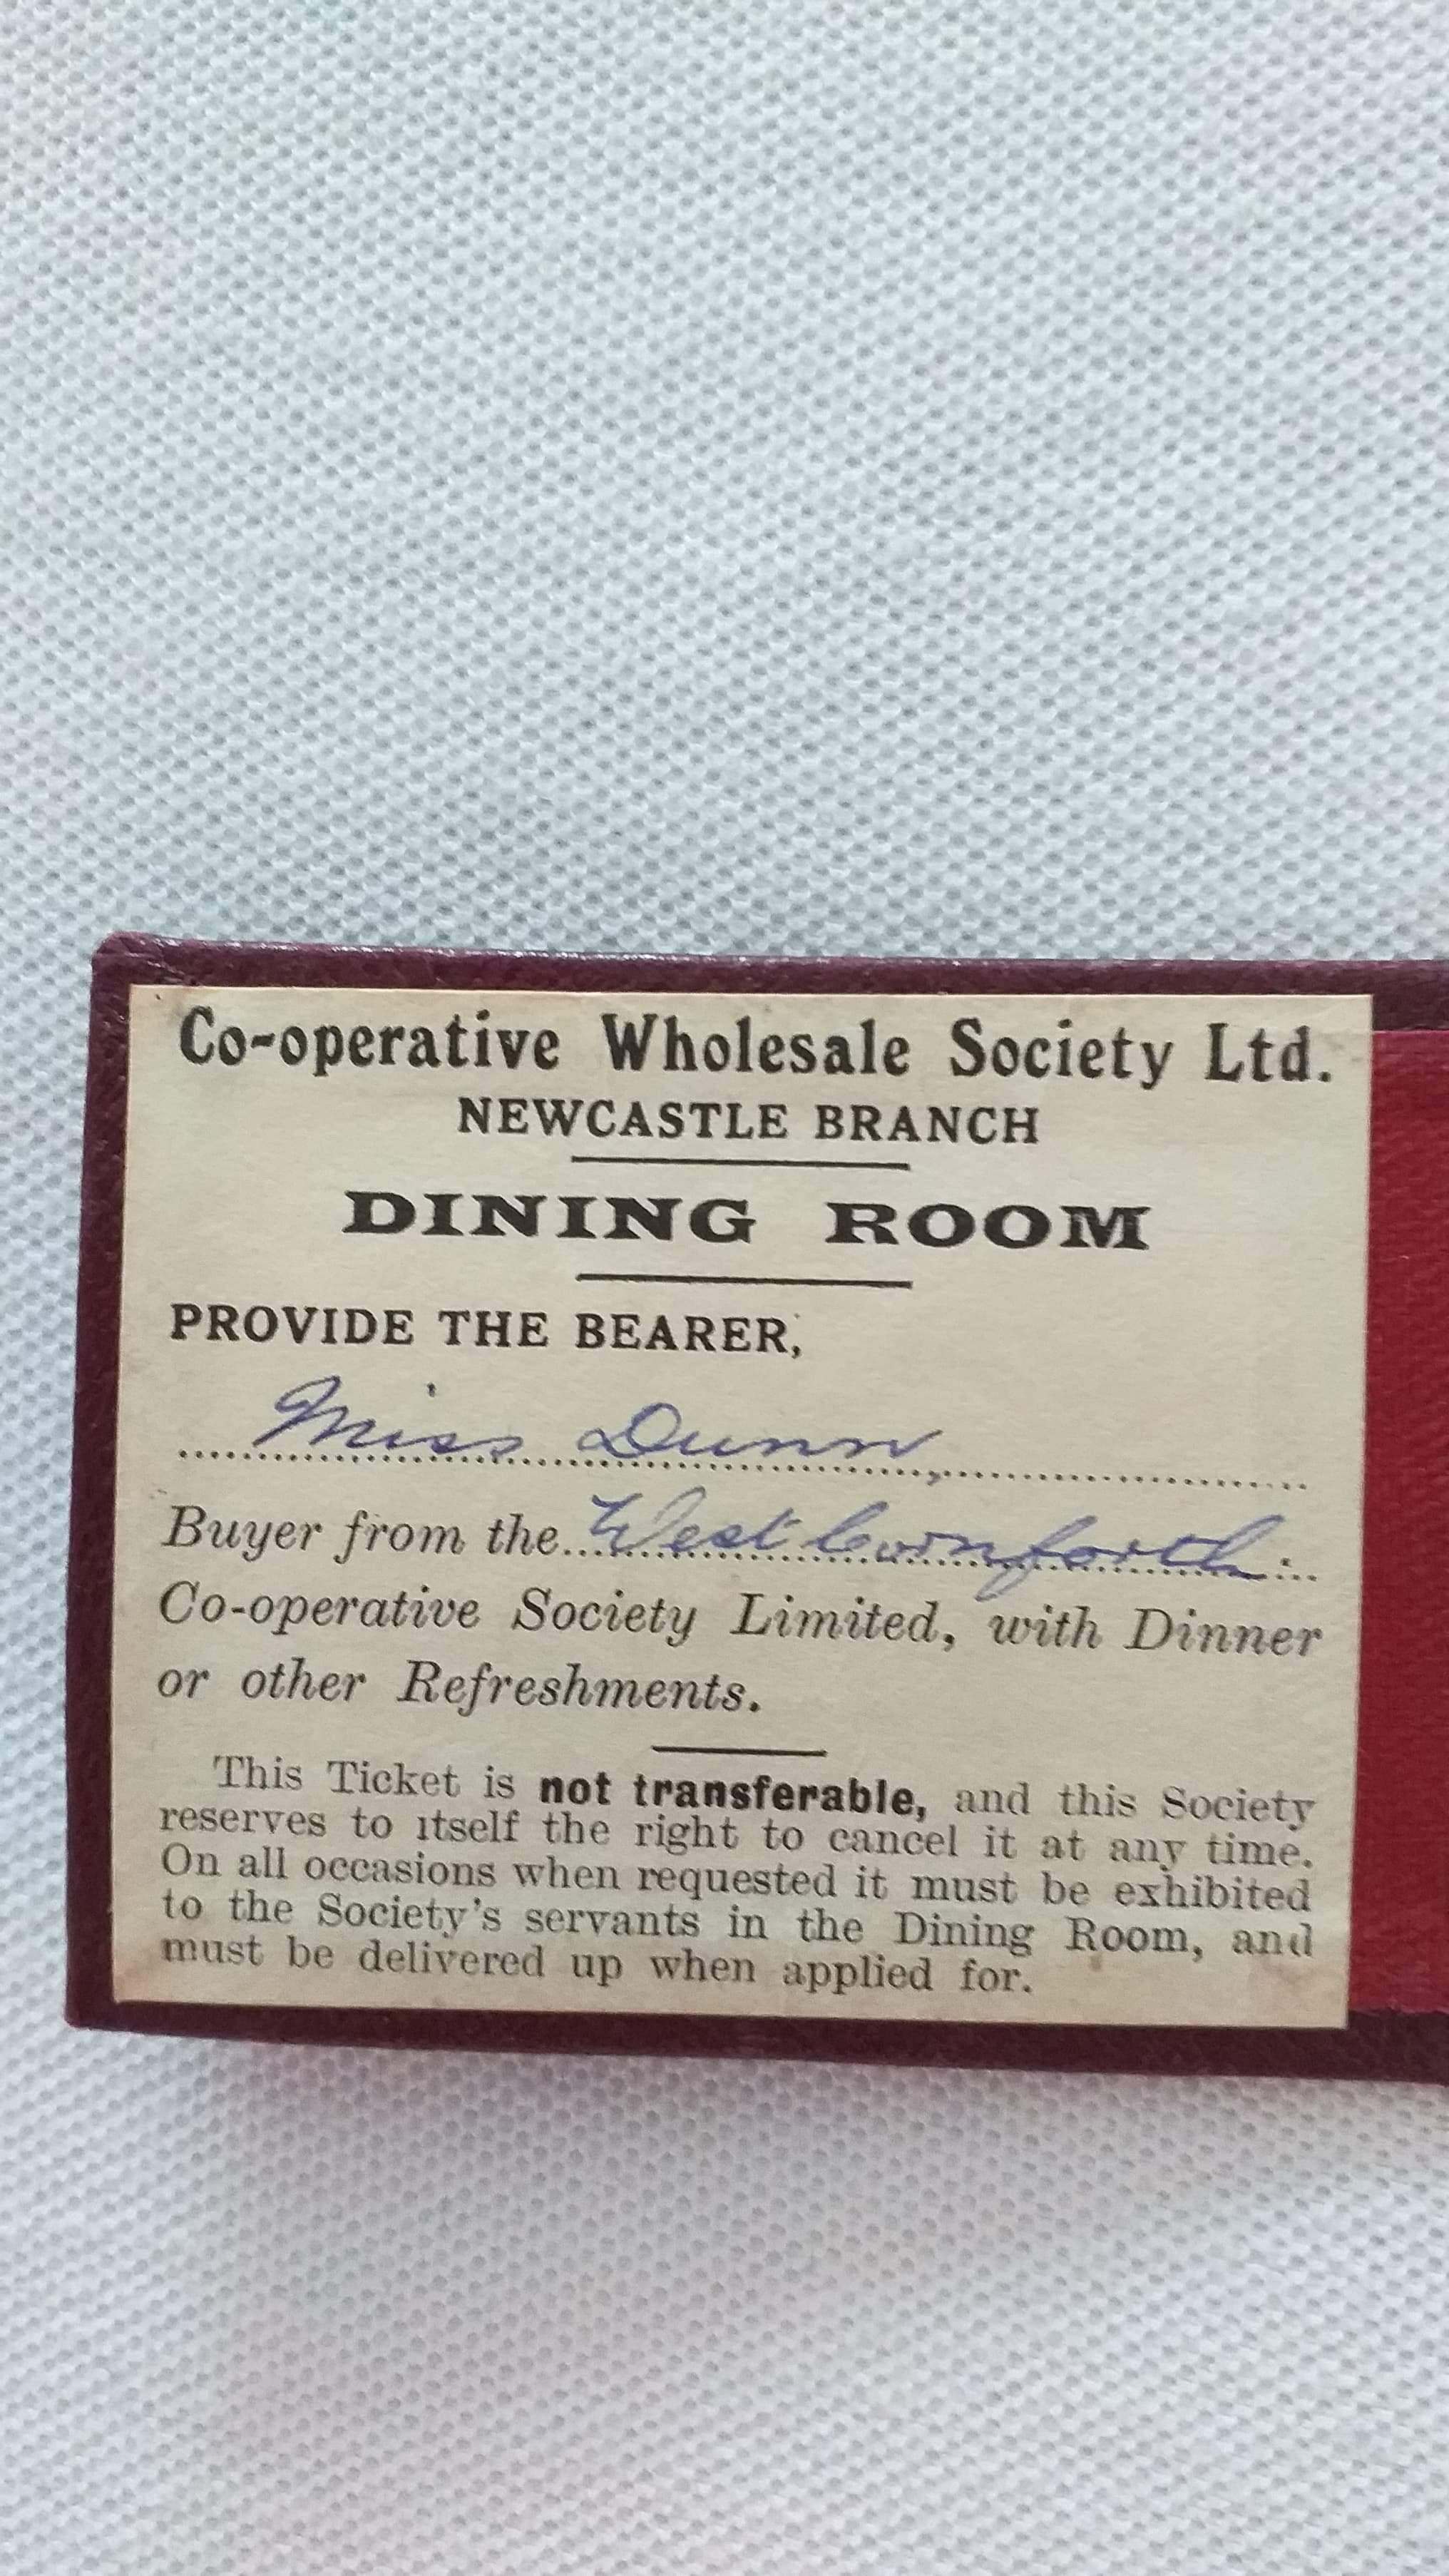 Co-operative Wholesale Society Ltd.
NEWCASTLE BRANCH
DINING ROOM
PROVIDE THE BEARER,
Miss Dunn,
Buyer from the West Cornforth
Co-operative Society Limited, with Dinner
or other Refreshments.
This Ticket is not transferable, and this Society
reserves to itself the right to cancel it at any time.
On all occasions when requested it must be exhibited
to the Society's servants in the Dining Room, and
must be delivered up when applied for.